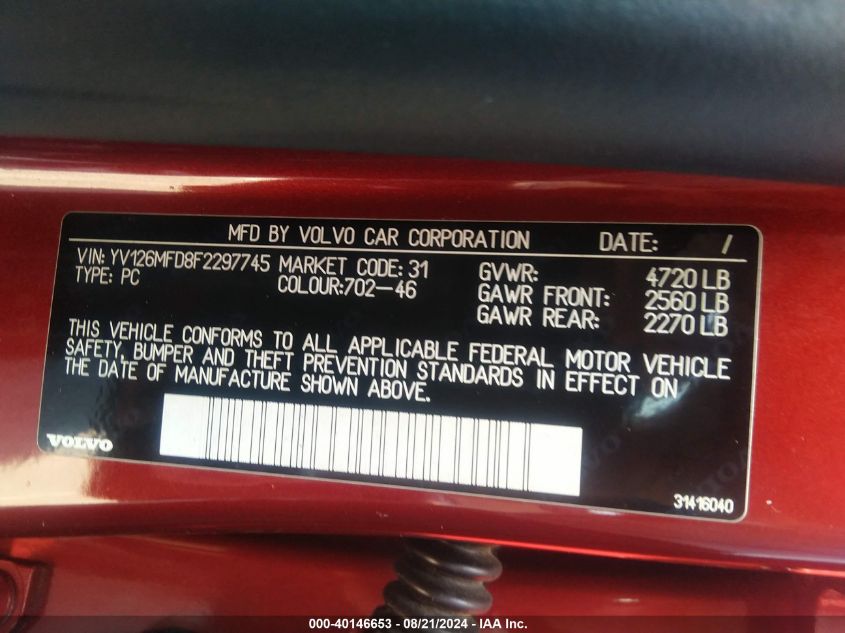 MFD BY VOLVO CAR CORPORATION DATE: /
VIN: YV126MFD8F2297745 MARKET CODE: 31 GVWR: 4720 LB
TYPE: PC COLOUR:702-46 GAWR FRONT: 2560 LB
GAWR REAR: 2270 LB
THIS VEHICLE CONFORMS TO ALL APPLICABLE FEDERAL MOTOR VEHICLE
SAFETY, BUMPER AND THEFT PREVENTION STANDARDS IN EFFECT ON
THE DATE OF MANUFACTURE SHOWN ABOVE.
VOLVO
31416040
000-40146653 / 08/21/2024 - IAA Inc.